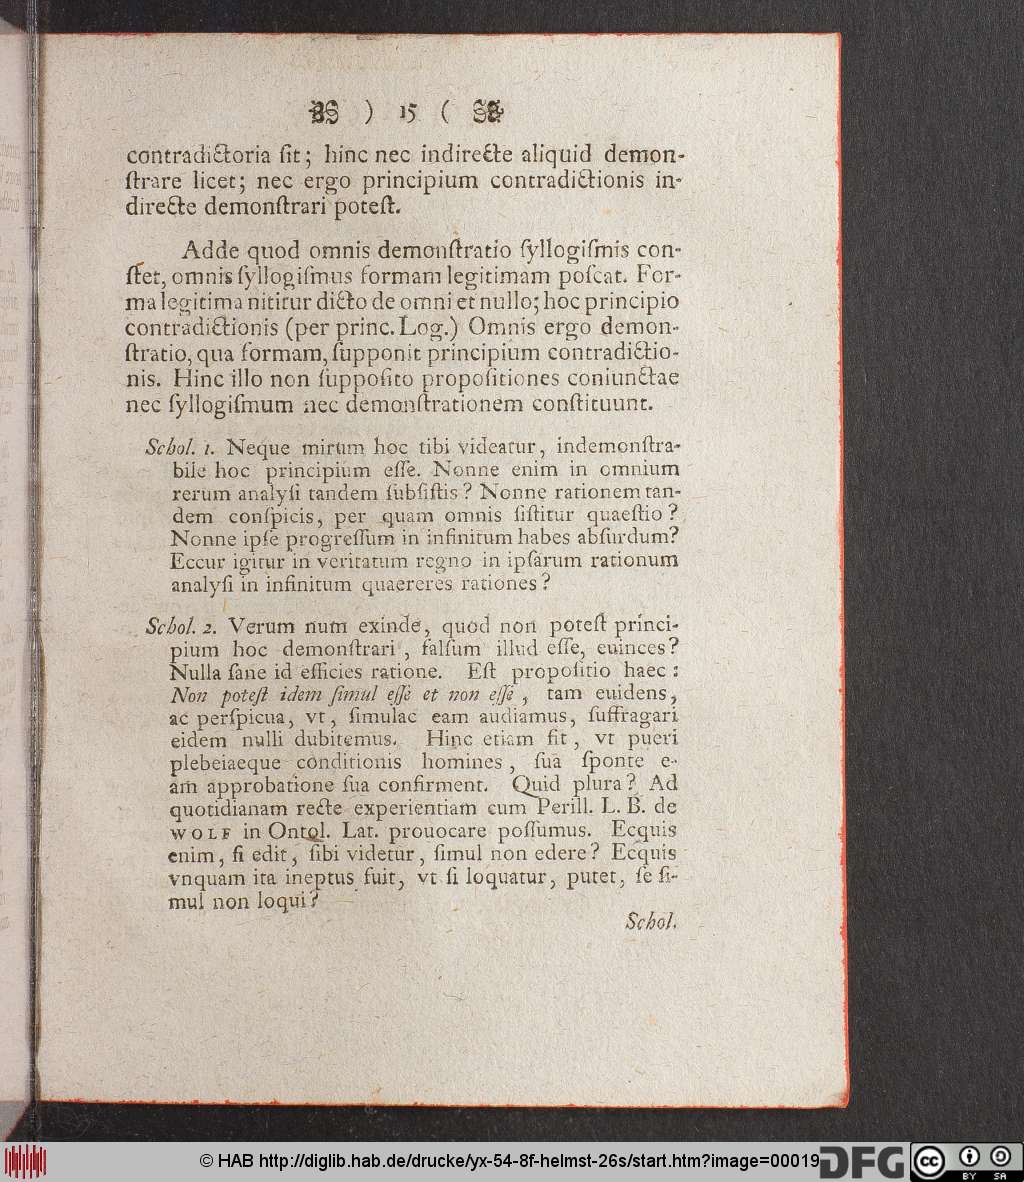 ) 15 (
contradictoria ſit; hinc nec indirecte aliquid demon-
ſtrare licet; nec ergo principium contradictionis in-
directe demonſtrari poteſt.
Adde quod omnis demonſtratio ſyllogiſmis con-
ſtet, omnis ſyllogiſmus formam legitimam poſcat. For-
ma legitima nititur dicto de omni et nullo; hoc principio
contradictionis (per princ. Log.) Omnis ergo demon-
ſtratio, qua formam, ſupponit principium contradictio-
nis. Hinc illo non ſuppoſito propoſitiones coniunctae
nec ſyllogiſmum nec demonſtrationem conſtituunt.
Schol. 1. Neque mirum hoc tibi videatur, indemonſtra-
bile hoc principium eſſe. Nonne enim in omnium
rerum analyſi tandem ſubſiſtis? Nonne rationem tan-
dem conſpicis, per quam omnis ſiſtitur quaeſtio?
Nonne ipſe progreſſum in infinitum habes abſurdum?
Eccur igitur in veritatum regno in ipſarum rationum
analyſi in infinitum quaereres rationes?
Schol. 2. Verum num exinde, quod non poteſt princi-
pium hoc demonſtrari, falſum illud eſſe, euinces?
Nulla ſane id efficies ratione. Eſt propoſitio haec:
Non poteſt idem ſimul eſſe et non eſſe, tam euidens,
ac perſpicua, vt, ſimulac eam audiamus, ſuffragari
eidem nulli dubitemus. Hinc etiam fit, vt pueri
plebeiaeque conditionis homines, ſua ſponte e-
am approbatione ſua confirment. Quid plura? Ad
quotidianam recte experientiam cum Perill. L. B. de
WOLF in Ontol. Lat. prouocare poſſumus. Ecquis
enim, ſi edit, ſibi videtur, ſimul non edere? Ecquis
vnquam ita ineptus fuit, vt ſi loquatur, putet, ſe ſi-
mul non loqui?
Schol.
© HAB http://diglib.hab.de/drucke/yx-54-8f-helmst-26s/start.htm?image=00019
DFG
cc BY SA